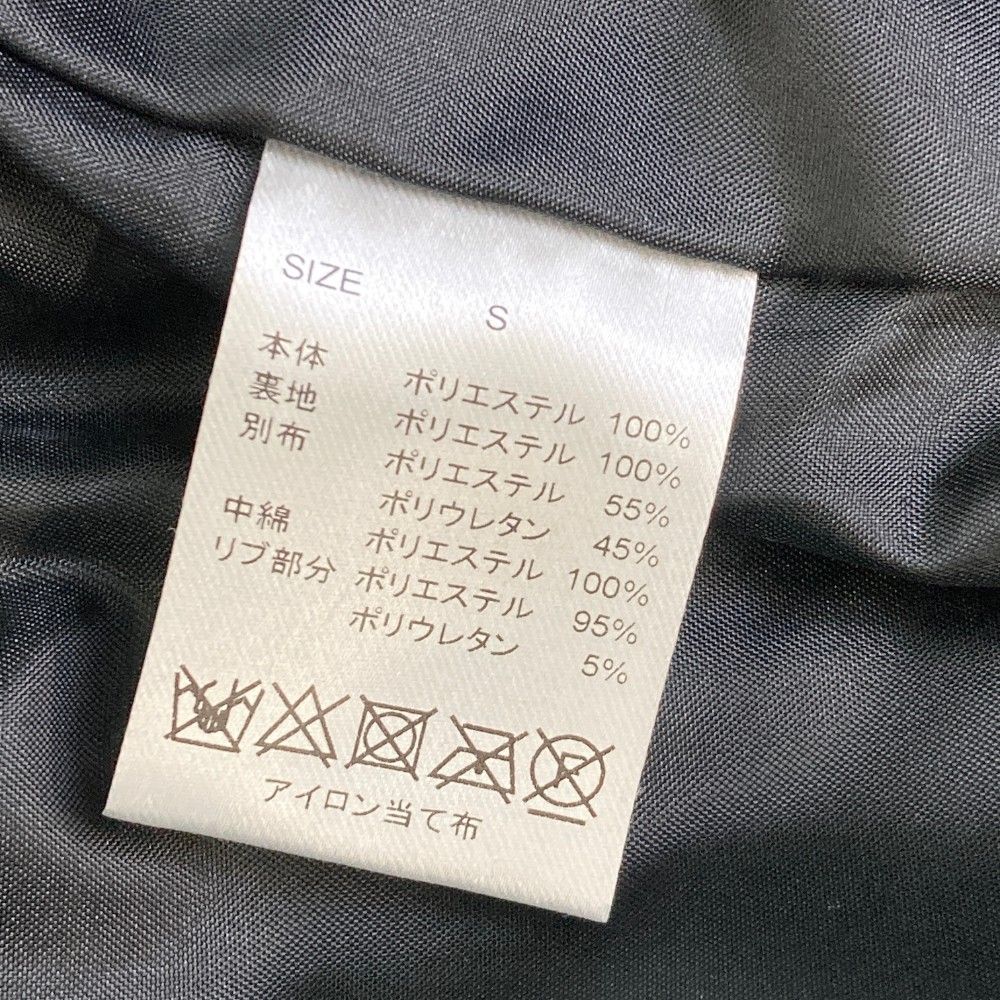 SIZE S
本体 ポリエステル 100%
裏地 ポリエステル 100%
別布 ポリエステル 55%
ポリウレタン 45%
中綿 ポリエステル 100%
リブ部分 ポリエステル 95%
ポリウレタン 5%
アイロン当て布